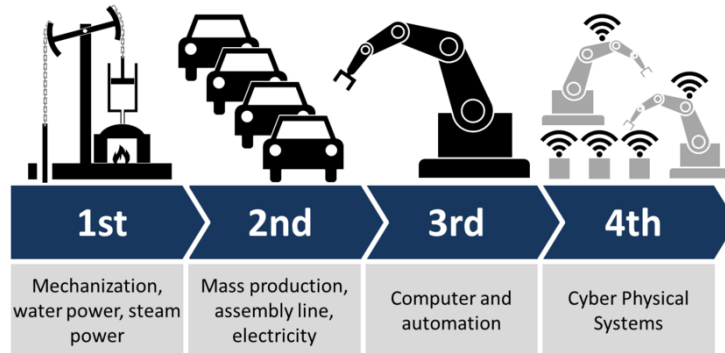 1st
2nd
3rd
4th
Mechanization,
water power, steam
power
Mass production,
assembly line,
electricity
Computer and
automation
Cyber Physical
Systems